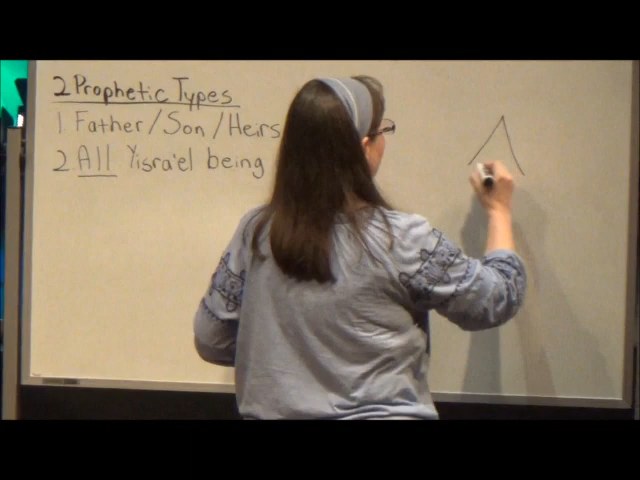 2 Prophetic Types
1. Father/Son/Heirs
2. All Yisra'el being